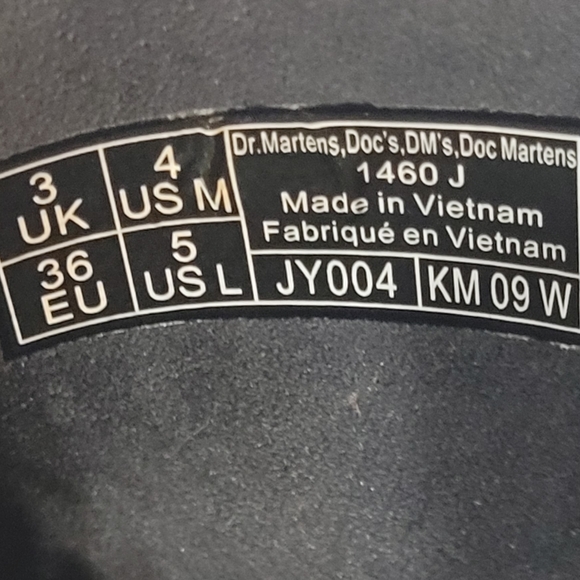 3 UK
4 US M
36 EU
5 US L
Dr.Martens,Doc's,DM's,Doc Martens
1460 J
Made in Vietnam
Fabriqué en Vietnam
JY004
KM 09 W